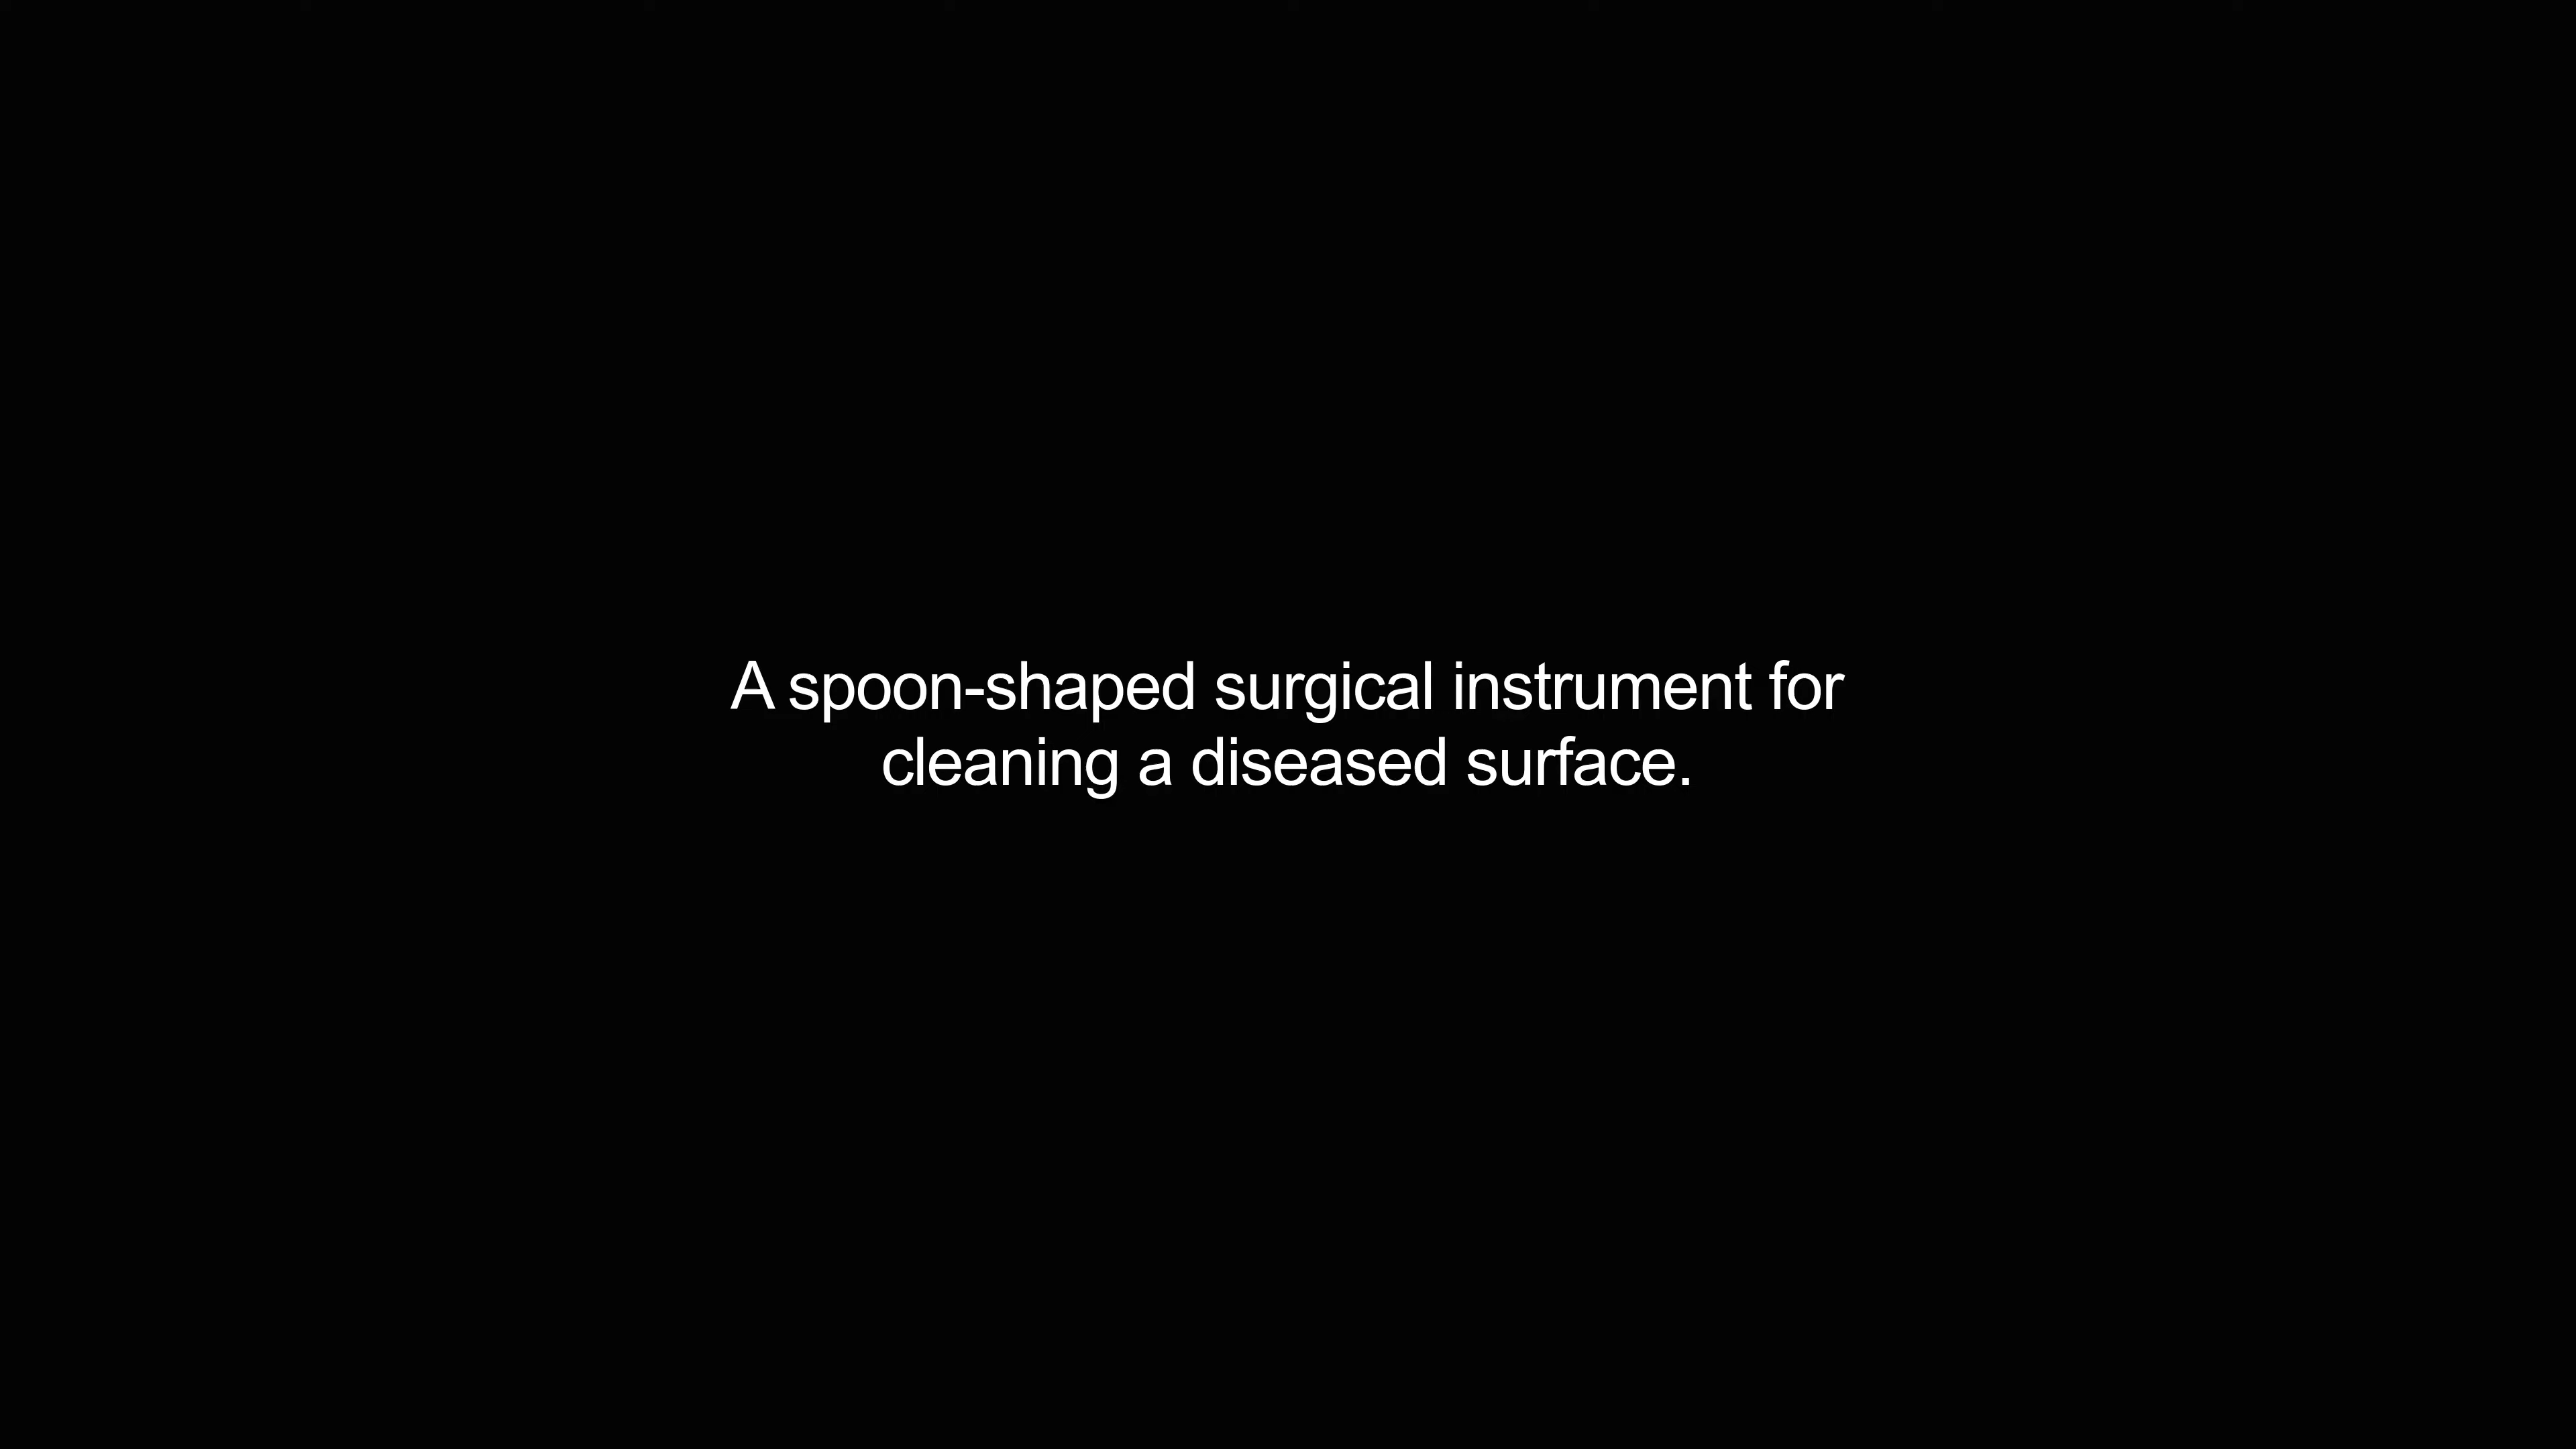 A spoon-shaped surgical instrument for
cleaning a diseased surface.